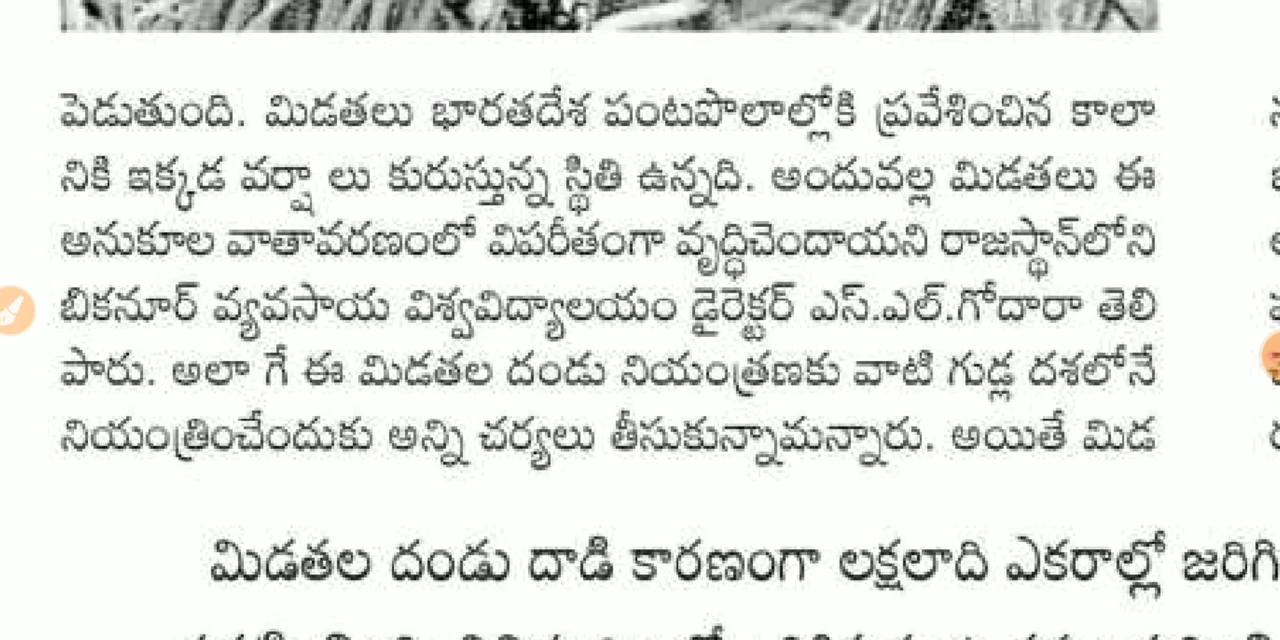 పెడుతుంది. మిడతలు భారతదేశ పంటపొలాల్లోకి ప్రవేశించిన కాలా
నికి ఇక్కడ వర్షా లు కురుస్తున్న స్థితి ఉన్నది. అందువల్ల మిడతలు ఈ
అనుకూల వాతావరణంలో విపరీతంగా వృద్ధిచెందాయని రాజస్థాన్‌లోని
బికనూర్ వ్యవసాయ విశ్వవిద్యాలయం డైరెక్టర్ ఎస్.ఎల్.గోదారా తెలి
పారు. అలా గే ఈ మిడతల దండు నియంత్రణకు వాటి గుడ్ల దశలోనే
నియంత్రించేందుకు అన్ని చర్యలు తీసుకున్నామన్నారు. అయితే మిడ
మిడతల దండు దాడి కారణంగా లక్షలాది ఎకరాల్లో జరిగి